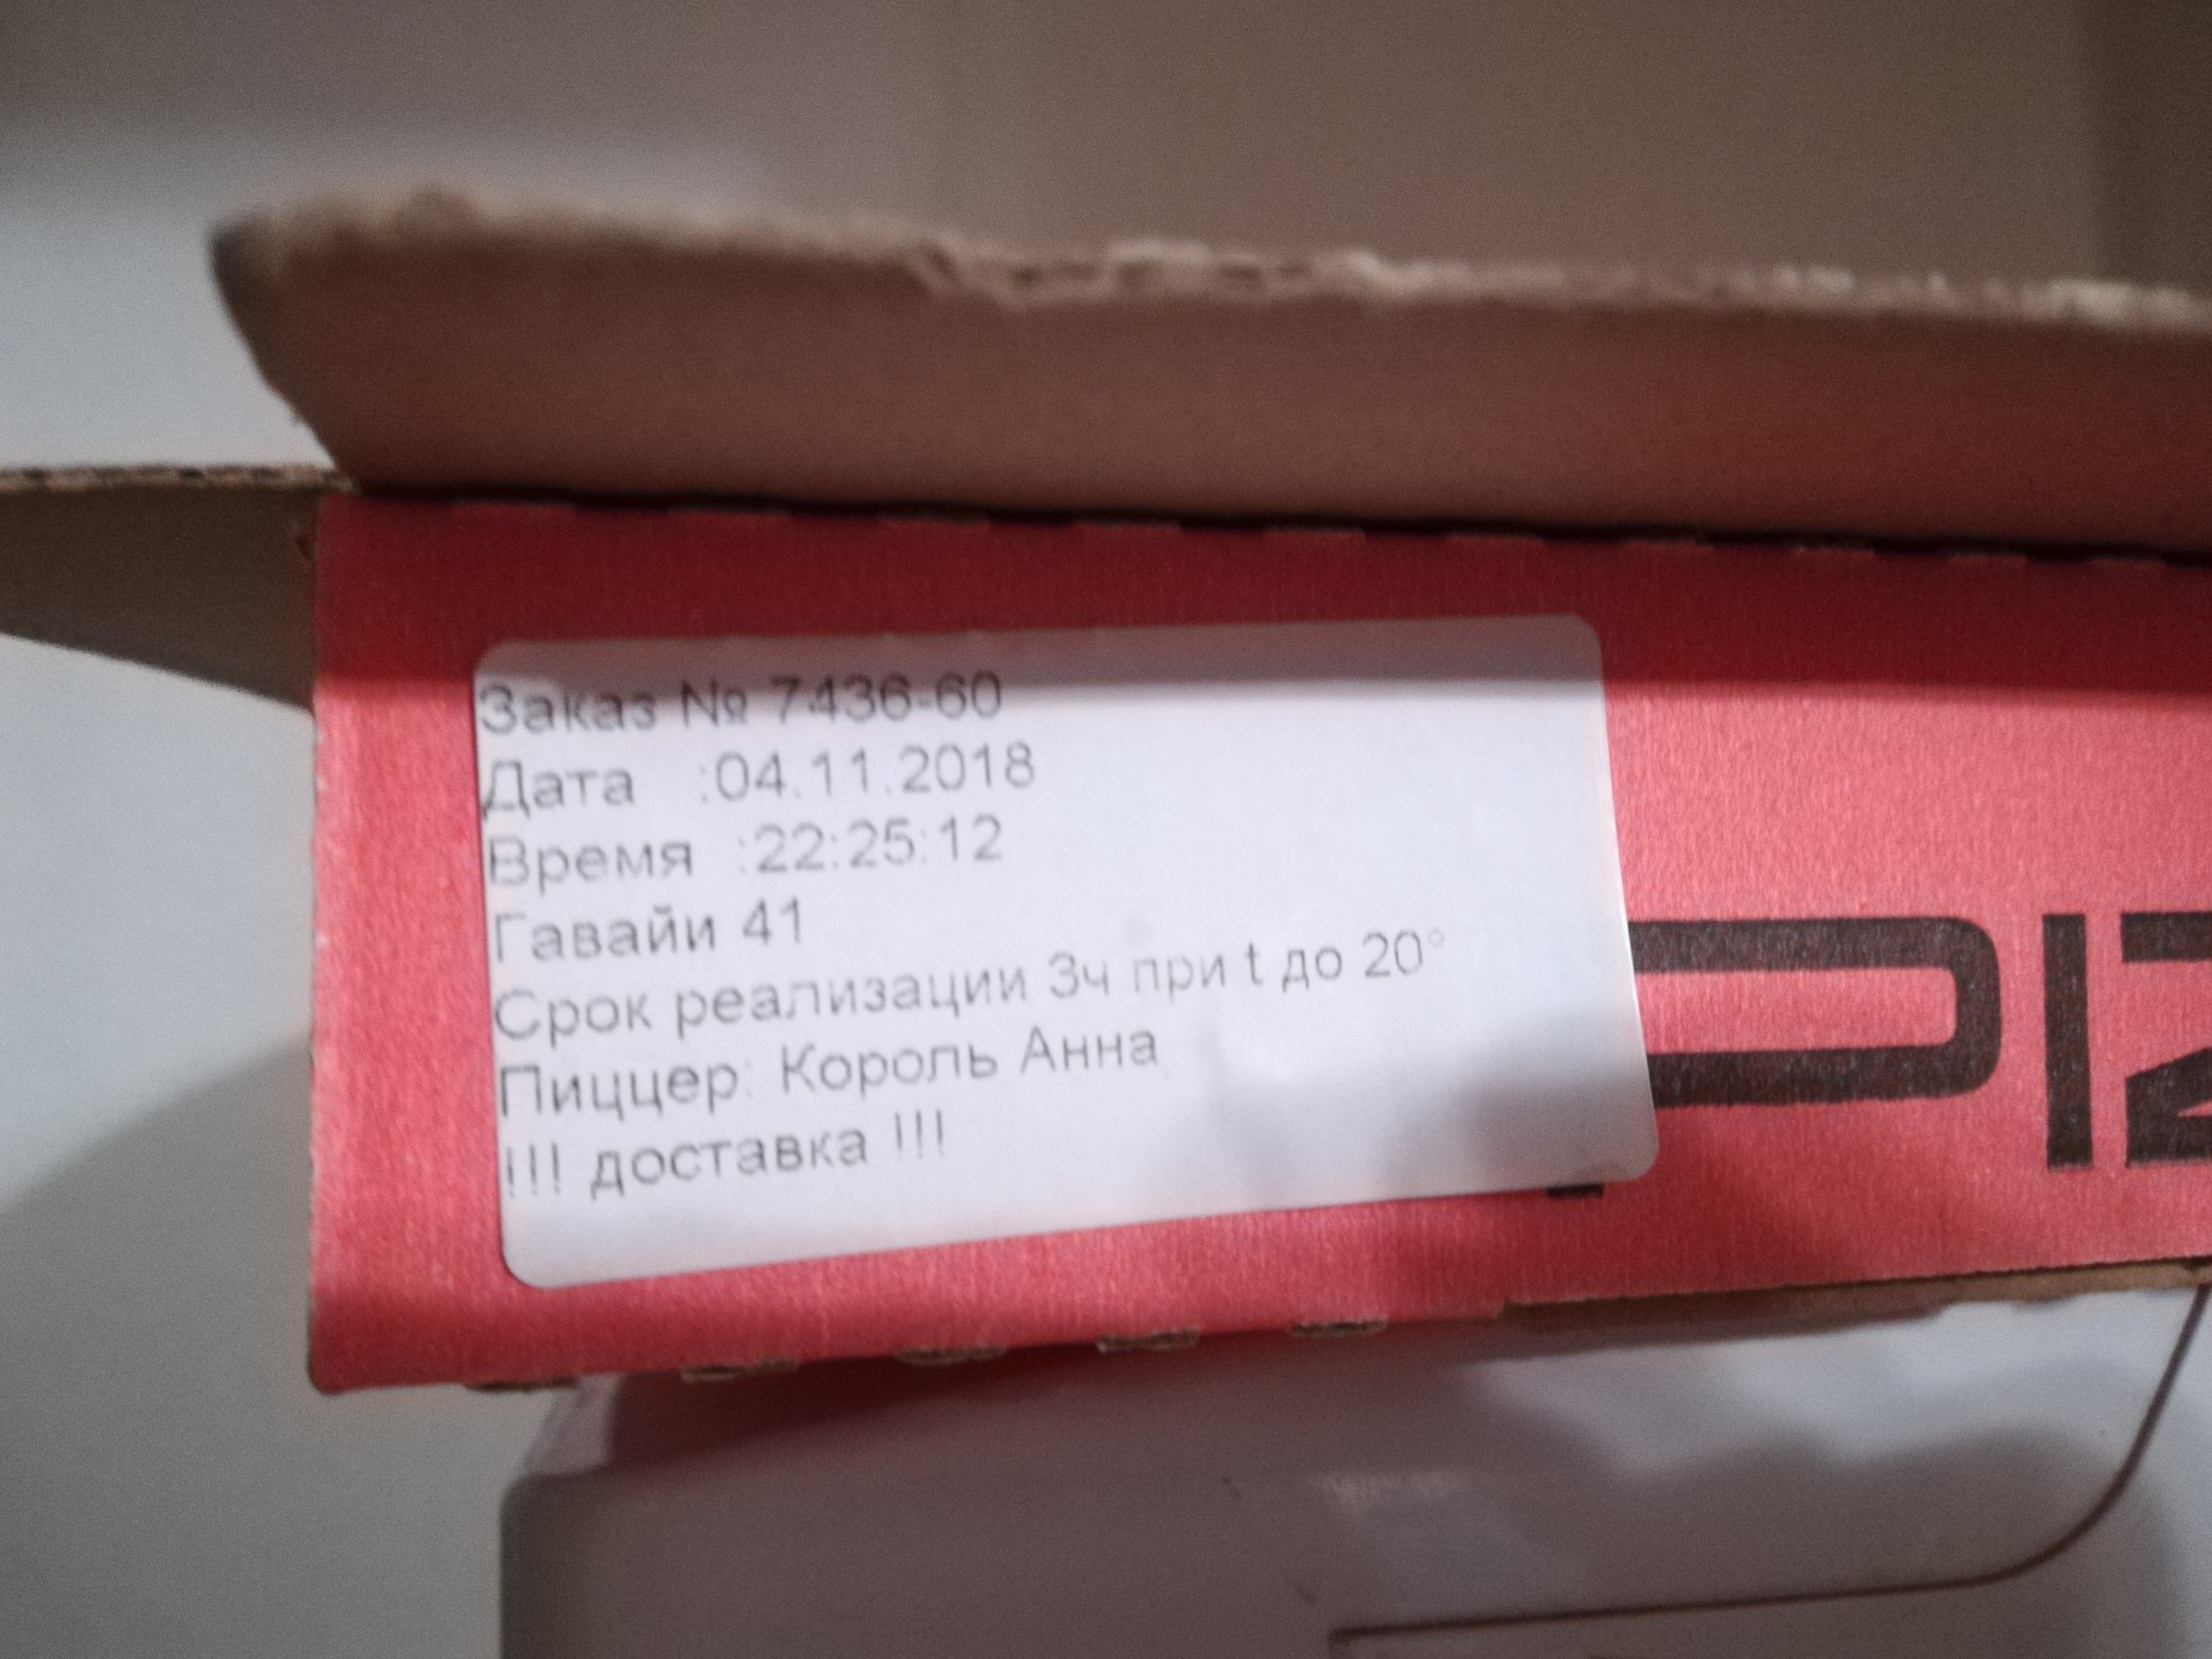 Заказ № 7436-60
Дата :04.11.2018
Время :22:25:12
Гавайи 41
Срок реализации 3ч при t до 20°
Пиццер: Король Анна
!!! доставка !!!